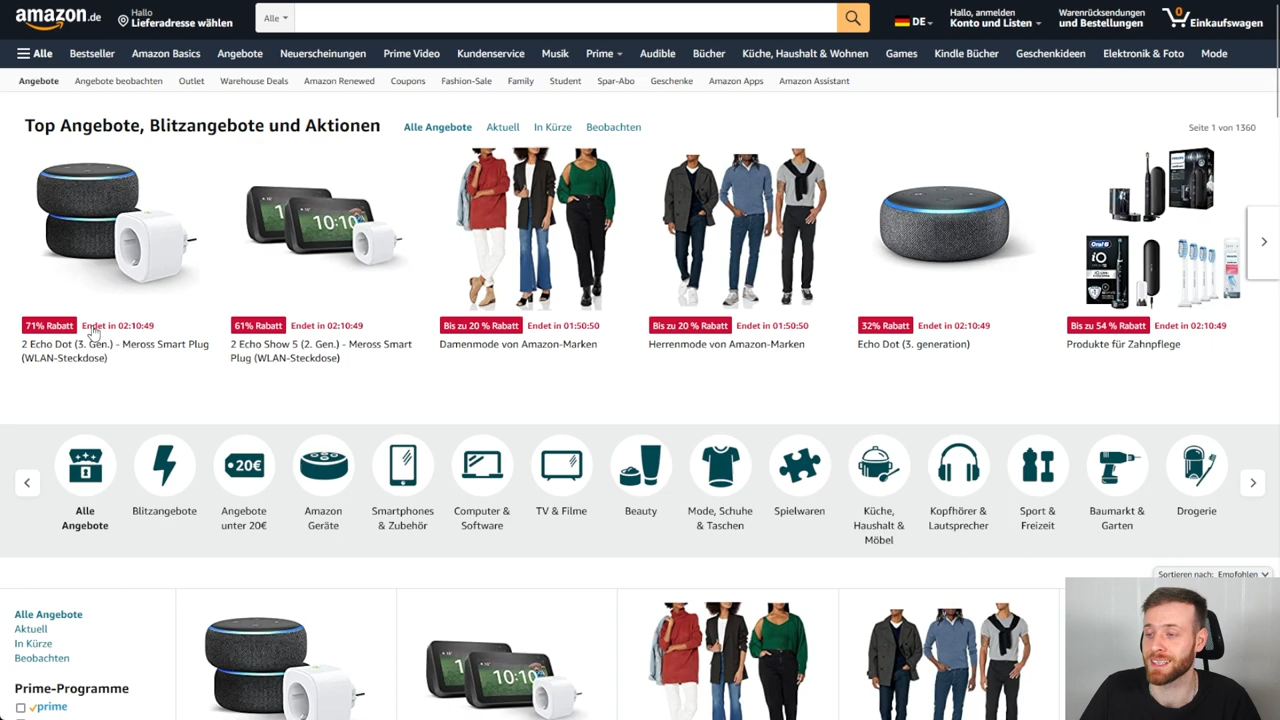 amazon.de
Hallo
Lieferadresse wählen
Alle
DE
Hallo, anmelden
Konto und Listen
Warenrücksendungen
und Bestellungen
0
Einkaufswagen
Alle
Bestseller
Amazon Basics
Angebote
Neuerscheinungen
Prime Video
Kundenservice
Musik
Prime
Audible
Bücher
Küche, Haushalt & Wohnen
Games
Kindle Bücher
Geschenkideen
Elektronik & Foto
Mode
Angebote
Angebote beobachten
Outlet
Warehouse Deals
Amazon Renewed
Coupons
Fashion-Sale
Family
Student
Spar-Abo
Geschenke
Amazon Apps
Amazon Assistant
Top Angebote, Blitzangebote und Aktionen
Alle Angebote
Aktuell
In Kürze
Beobachten
Seite 1 von 1360
10:10
PHILIPS
Oral-B
iO
71% Rabatt
Endet in 02:10:49
2 Echo Dot (3. Gen.) - Meross Smart Plug
(WLAN-Steckdose)
61% Rabatt
Endet in 02:10:49
2 Echo Show 5 (2. Gen.) - Meross Smart
Plug (WLAN-Steckdose)
Bis zu 20 % Rabatt
Endet in 01:50:50
Damenmode von Amazon-Marken
Bis zu 20 % Rabatt
Endet in 01:50:50
Herrenmode von Amazon-Marken
32% Rabatt
Endet in 02:10:49
Echo Dot (3. generation)
Bis zu 54 % Rabatt
Endet in 02:10:49
Produkte für Zahnpflege
Alle
Angebote
Blitzangebote
20€
Angebote
unter 20€
Amazon
Geräte
Smartphones
& Zubehör
Computer &
Software
TV & Filme
Beauty
Mode, Schuhe
& Taschen
Spielwaren
Küche,
Haushalt &
Möbel
Kopfhörer &
Lautsprecher
Sport &
Freizeit
Baumarkt &
Garten
Drogerie
Sortieren nach: Empfohlen
Alle Angebote
Aktuell
In Kürze
Beobachten
Prime-Programme
prime
10:10